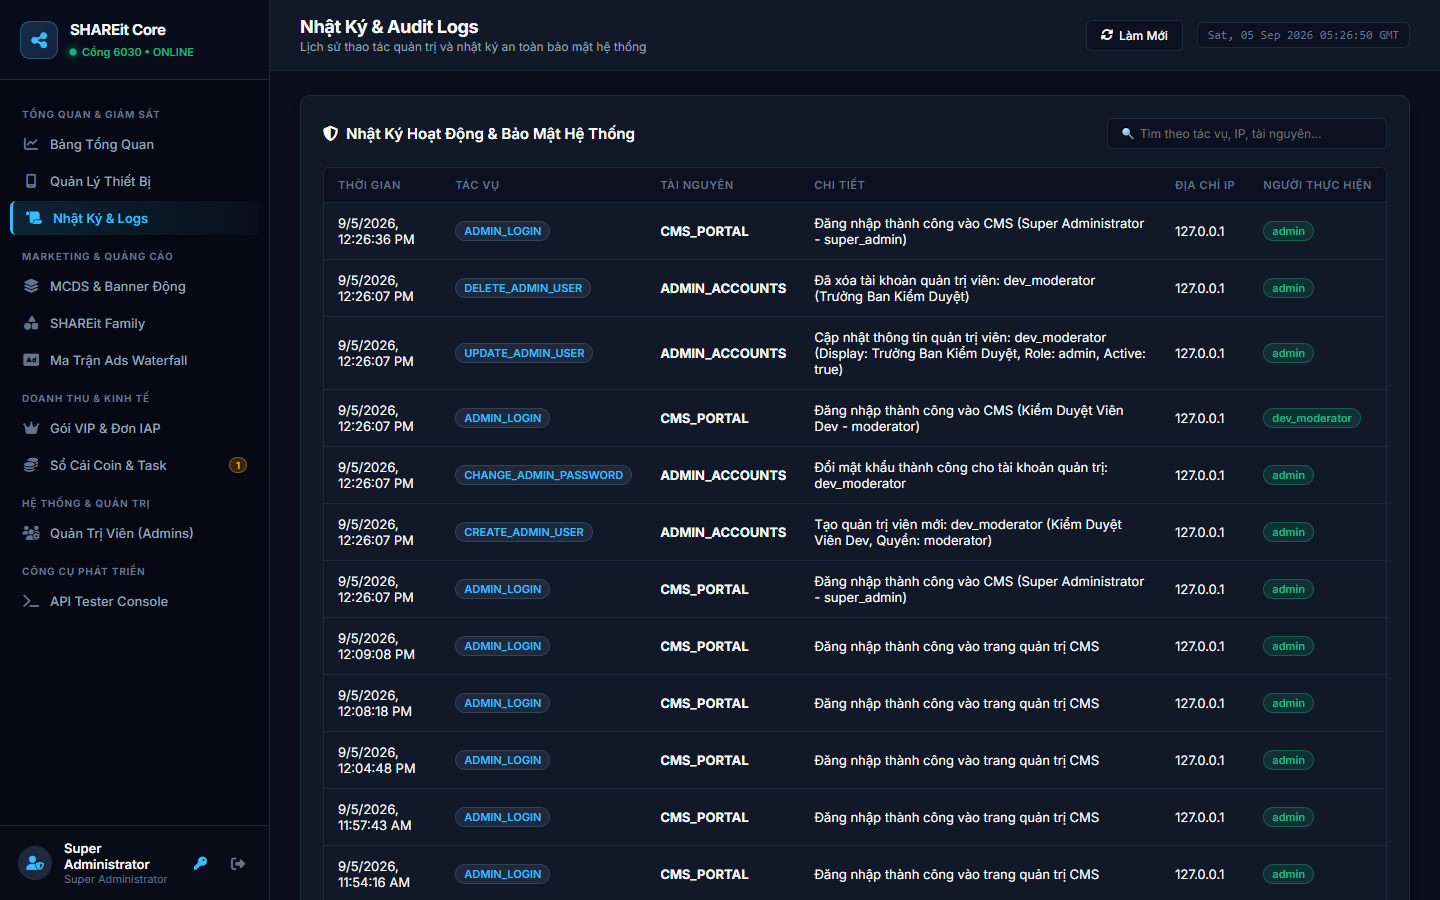 SHAREit Core
Cổng 6030 • ONLINE
TỔNG QUAN & GIÁM SÁT
Bảng Tổng Quan
Quản Lý Thiết Bị
Nhật Ký & Logs
MARKETING & QUẢNG CÁO
MCDS & Banner Động
SHAREit Family
Ad
Ma Trận Ads Waterfall
DOANH THU & KINH TẾ
Gói VIP & Đơn IAP
Sổ Cái Coin & Task
1
HỆ THỐNG & QUẢN TRỊ
Quản Trị Viên (Admins)
CÔNG CỤ PHÁT TRIỂN
API Tester Console
Super
Administrator
Super Administrator
Nhật Ký & Audit Logs
Lịch sử thao tác quản trị và nhật ký an toàn bảo mật hệ thống
Làm Mới
Sat, 05 Sep 2026 05:26:50 GMT
Nhật Ký Hoạt Động & Bảo Mật Hệ Thống
Tìm theo tác vụ, IP, tài nguyên...
THỜI GIAN TÁC VỤ TÀI NGUYÊN CHI TIẾT ĐỊA CHỈ IP NGƯỜI THỰC HIỆN
9/5/2026,
12:26:36 PM
ADMIN_LOGIN
CMS_PORTAL
Đăng nhập thành công vào CMS (Super Administrator
- super_admin)
127.0.0.1
admin
9/5/2026,
12:26:07 PM
DELETE_ADMIN_USER
ADMIN_ACCOUNTS
Đã xóa tài khoản quản trị viên: dev_moderator
(Trưởng Ban Kiểm Duyệt)
127.0.0.1
admin
9/5/2026,
12:26:07 PM
UPDATE_ADMIN_USER
ADMIN_ACCOUNTS
Cập nhật thông tin quản trị viên: dev_moderator
(Display: Trưởng Ban Kiểm Duyệt, Role: admin, Active:
true)
127.0.0.1
admin
9/5/2026,
12:26:07 PM
ADMIN_LOGIN
CMS_PORTAL
Đăng nhập thành công vào CMS (Kiểm Duyệt Viên
Dev - moderator)
127.0.0.1
dev_moderator
9/5/2026,
12:26:07 PM
CHANGE_ADMIN_PASSWORD
ADMIN_ACCOUNTS
Đổi mật khẩu thành công cho tài khoản quản trị:
dev_moderator
127.0.0.1
admin
9/5/2026,
12:26:07 PM
CREATE_ADMIN_USER
ADMIN_ACCOUNTS
Tạo quản trị viên mới: dev_moderator (Kiểm Duyệt
Viên Dev, Quyền: moderator)
127.0.0.1
admin
9/5/2026,
12:26:07 PM
ADMIN_LOGIN
CMS_PORTAL
Đăng nhập thành công vào CMS (Super Administrator
- super_admin)
127.0.0.1
admin
9/5/2026,
12:09:08 PM
ADMIN_LOGIN
CMS_PORTAL
Đăng nhập thành công vào trang quản trị CMS
127.0.0.1
admin
9/5/2026,
12:08:18 PM
ADMIN_LOGIN
CMS_PORTAL
Đăng nhập thành công vào trang quản trị CMS
127.0.0.1
admin
9/5/2026,
12:04:48 PM
ADMIN_LOGIN
CMS_PORTAL
Đăng nhập thành công vào trang quản trị CMS
127.0.0.1
admin
9/5/2026,
11:57:43 AM
ADMIN_LOGIN
CMS_PORTAL
Đăng nhập thành công vào trang quản trị CMS
127.0.0.1
admin
9/5/2026,
11:54:16 AM
ADMIN_LOGIN
CMS_PORTAL
Đăng nhập thành công vào trang quản trị CMS
127.0.0.1
admin